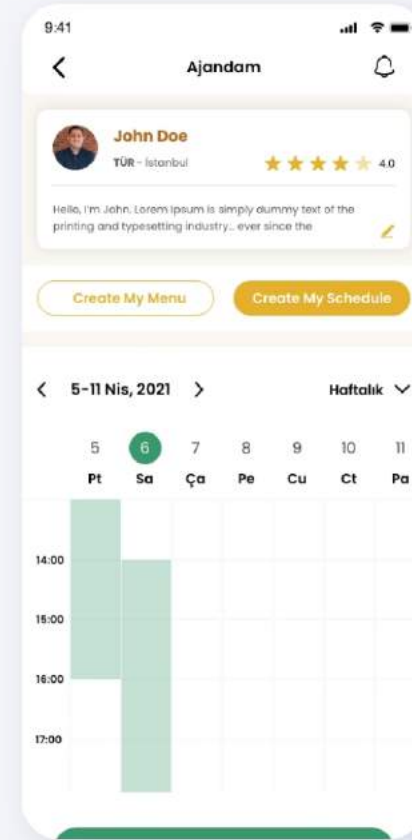 9:41
Ajandam
John Doe
TÜR - İstanbul
4.0
Hello, I'm John. Lorem Ipsum is simply dummy text of the
printing and typesetting industry... ever since the
Create My Menu
Create My Schedule
5-11 Nis, 2021
Haftalık
5 6 7 8 9 10 11
Pt Sa Ça Pe Cu Ct Pa
14:00
15:00
16:00
17:00